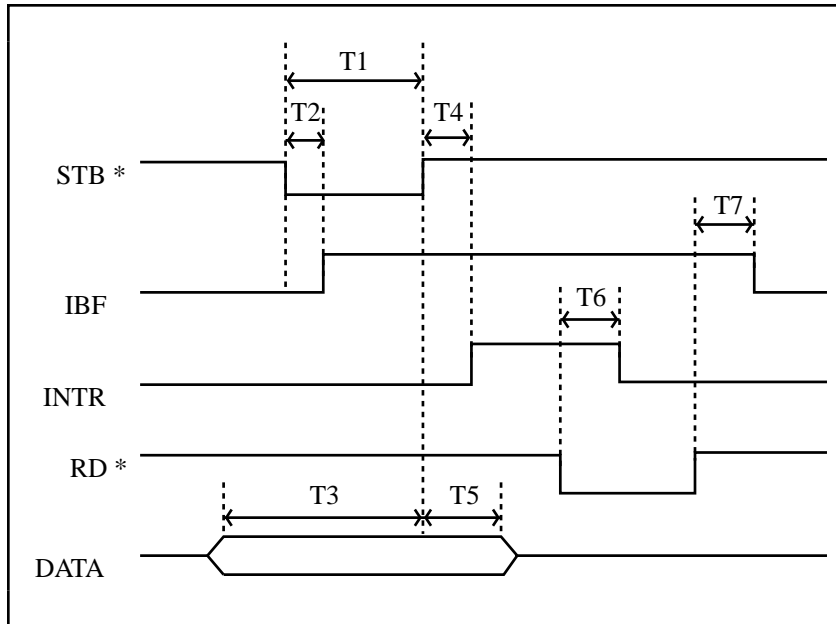 T1
T2
T4
STB *
T7
IBF
T6
INTR
RD *
T3
T5
DATA